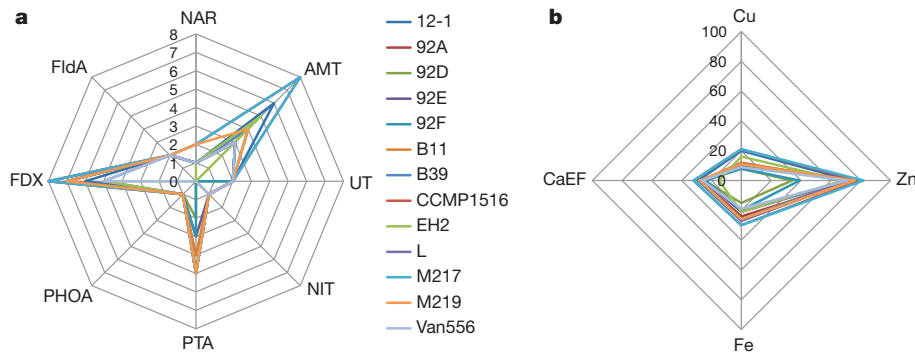 a
NAR
8
7
6
5
4
3
2
1
0
AMT
UT
NIT
PTA
PHOA
FDX
FldA
12-1
92A
92D
92E
92F
B11
B39
CCMP1516
EH2
L
M217
M219
Van556
b
Cu
100
80
60
40
20
0
Zn
Fe
CaEF